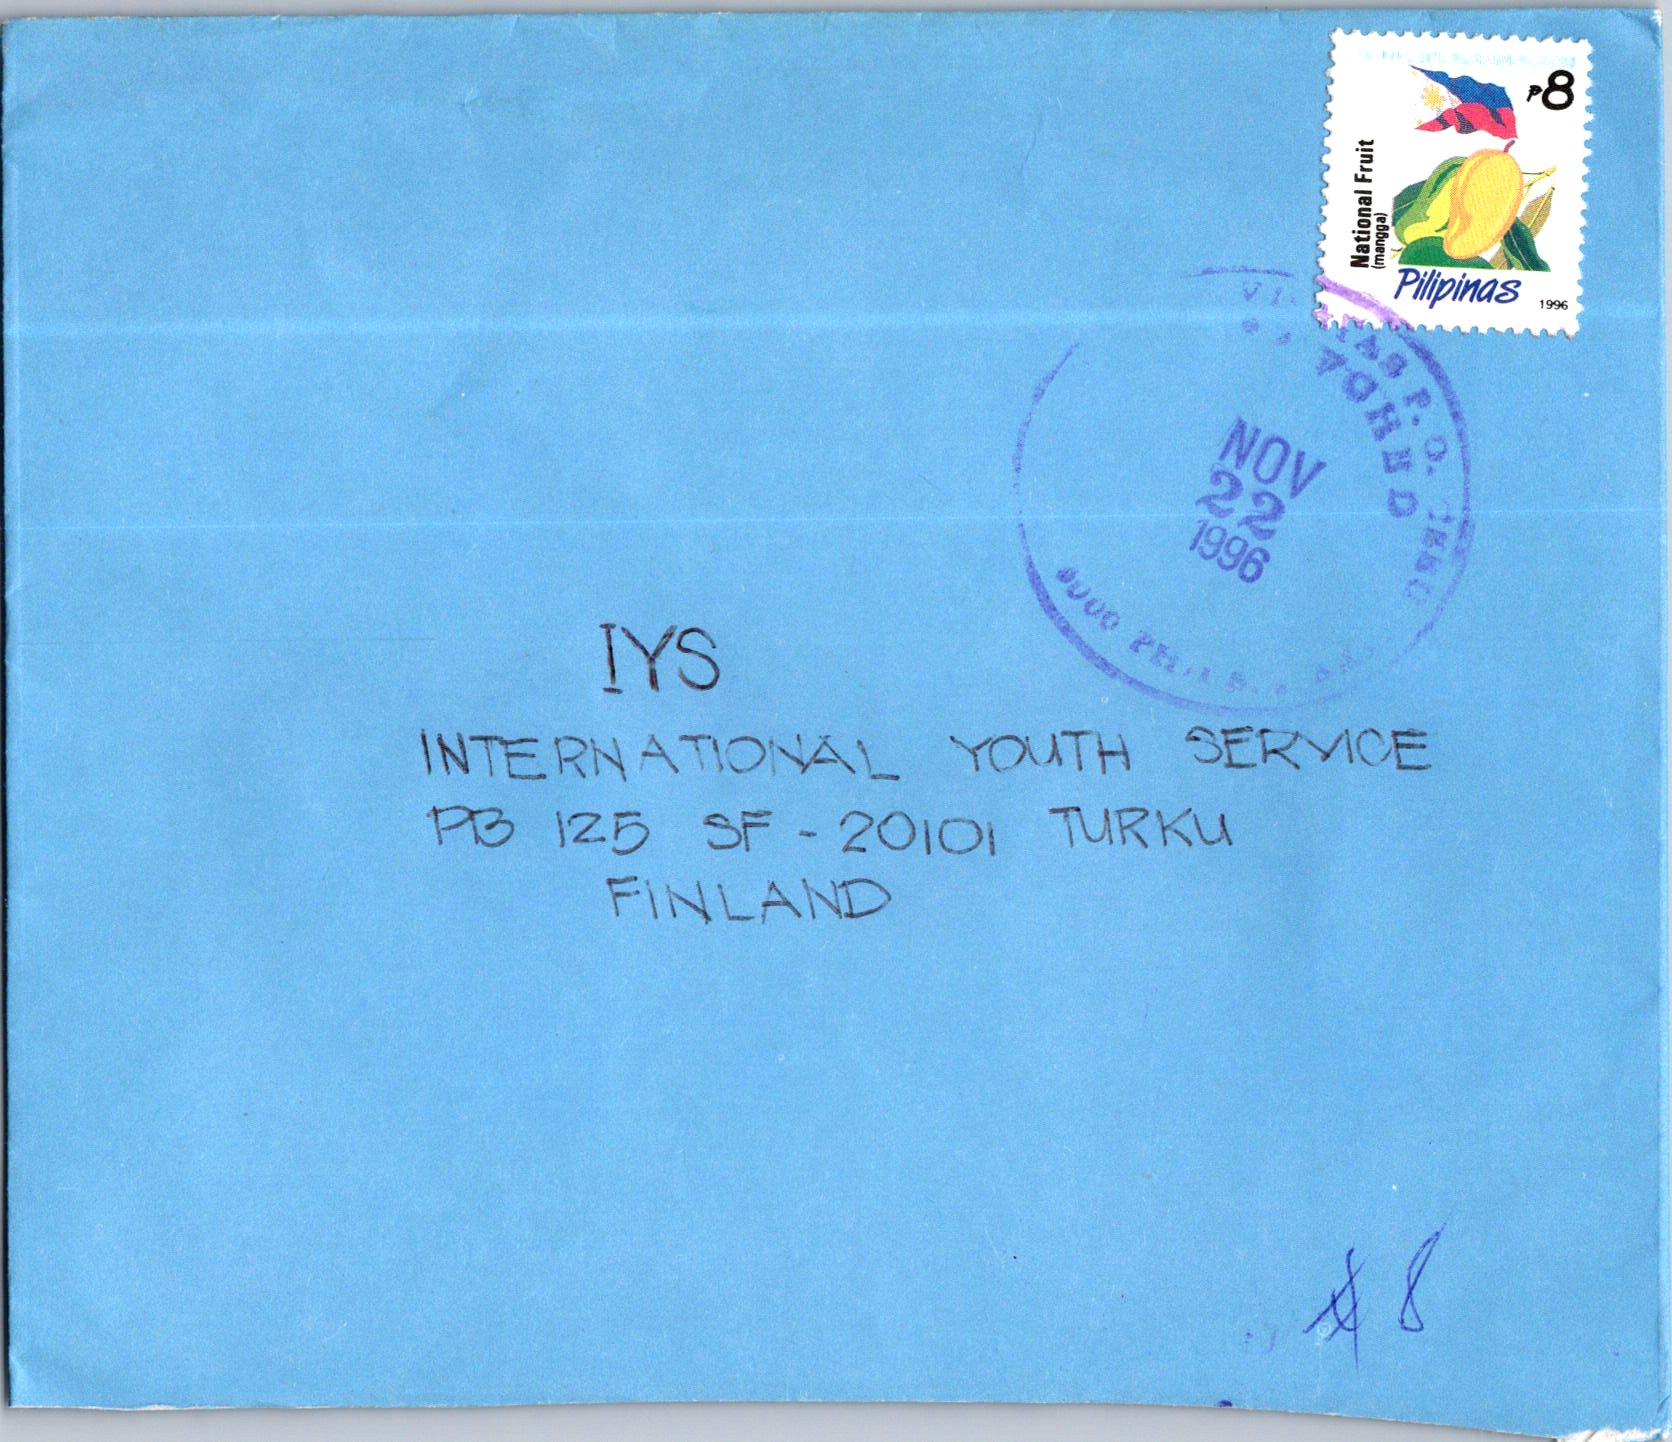 ₱8
National Fruit
(mangga)
Pilipinas
1996
P.O.
NOV
22
1996
IYS
INTERNATIONAL YOUTH SERVICE
PB 125 SF - 20101 TURKU
FINLAND
# 8